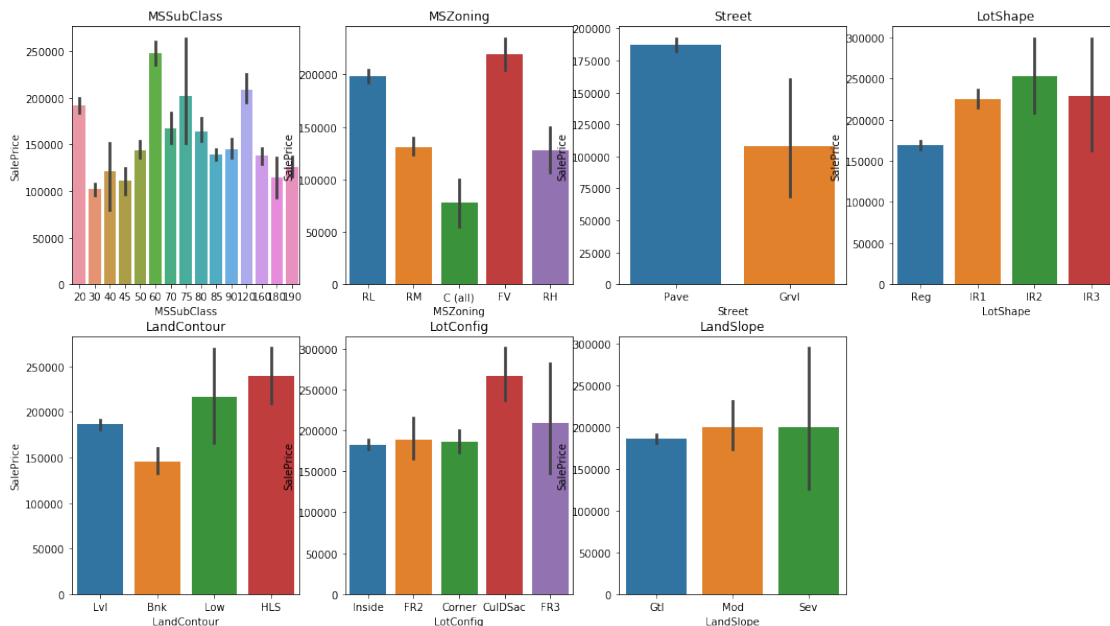 MSSubClass
250000
200000
150000
100000
50000
0
SalePrice
20 30 40 45 50 60 70 75 80 85 90 120 160 180 190
MSSubClass
MSZoning
200000
150000
100000
50000
0
SalePrice
RL RM C (all) FV RH
MSZoning
Street
200000
175000
150000
125000
100000
75000
50000
25000
0
SalePrice
Pave Grvl
Street
LotShape
300000
250000
200000
150000
100000
50000
0
SalePrice
Reg IR1 IR2 IR3
LotShape
LandContour
250000
200000
150000
100000
50000
0
SalePrice
Lvl Bnk Low HLS
LandContour
LotConfig
300000
250000
200000
150000
100000
50000
0
SalePrice
Inside FR2 Corner CulDSac FR3
LotConfig
LandSlope
300000
250000
200000
150000
100000
50000
0
SalePrice
Gtl Mod Sev
LandSlope